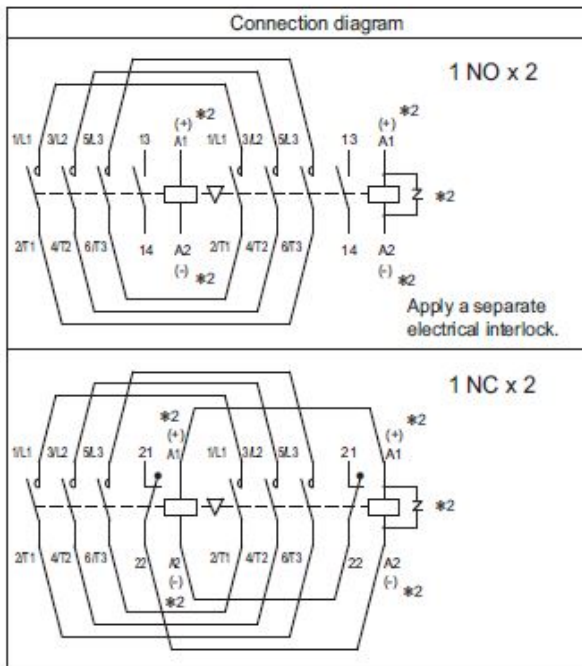 Connection diagram
1 NO x 2
(+) ✱2 (+) ✱2
1/L1 3/L2 5/L3 13 A1 1/L1 3/L2 5/L3 13 A1
✱2
2/T1 4/T2 6/T3 14 A2 2/T1 4/T2 6/T3 14 A2
(-) ✱2 (-) ✱2
Apply a separate
electrical interlock.
1 NC x 2
✱2 ✱2
(+) (+)
1/L1 3/L2 5/L3 21 A1 1/L1 3/L2 5/L3 21 A1
✱2
2/T1 4/T2 6/T3 22 A2 2/T1 4/T2 6/T3 22 A2
(-) (-) ✱2
✱2